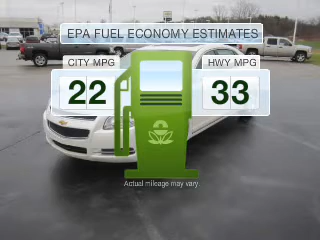 EPA FUEL ECONOMY ESTIMATES
CITY MPG
HWY MPG
22
33
Actual mileage may vary.